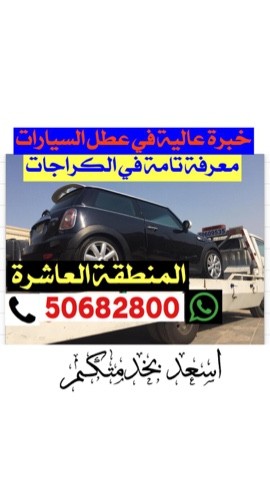 خبرة عالية في عطل السيارات
معرفة تامة في الكراجات
المنطقة العاشرة
50682800
اسعد بخدمتكم